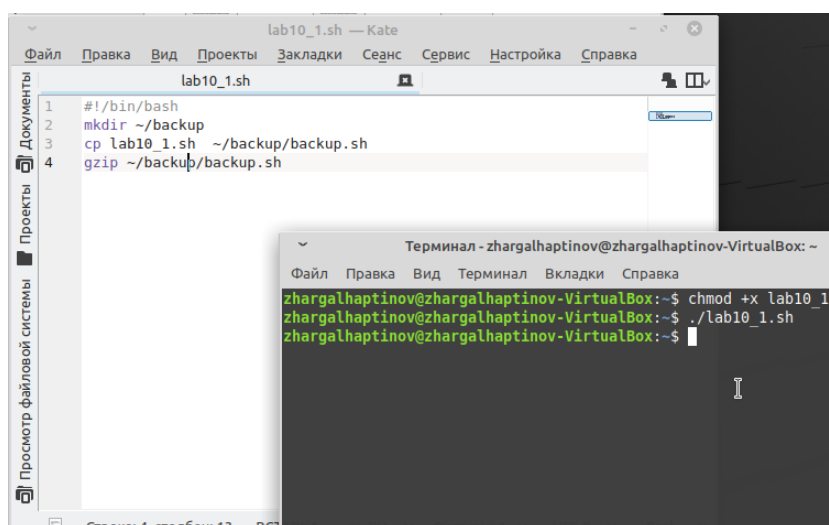 lab10_1.sh — Kate
Файл Правка Вид Проекты Закладки Сеанс Сервис Настройка Справка
lab10_1.sh
Документы
Проекты
Просмотр файловой системы
1 #!/bin/bash
2 mkdir ~/backup
3 cp lab10_1.sh  ~/backup/backup.sh
4 gzip ~/backup/backup.sh
Терминал - zhargalhaptinov@zhargalhaptinov-VirtualBox: ~
Файл Правка Вид Терминал Вкладки Справка
zhargalhaptinov@zhargalhaptinov-VirtualBox:~$ chmod +x lab10_1
zhargalhaptinov@zhargalhaptinov-VirtualBox:~$ ./lab10_1.sh
zhargalhaptinov@zhargalhaptinov-VirtualBox:~$